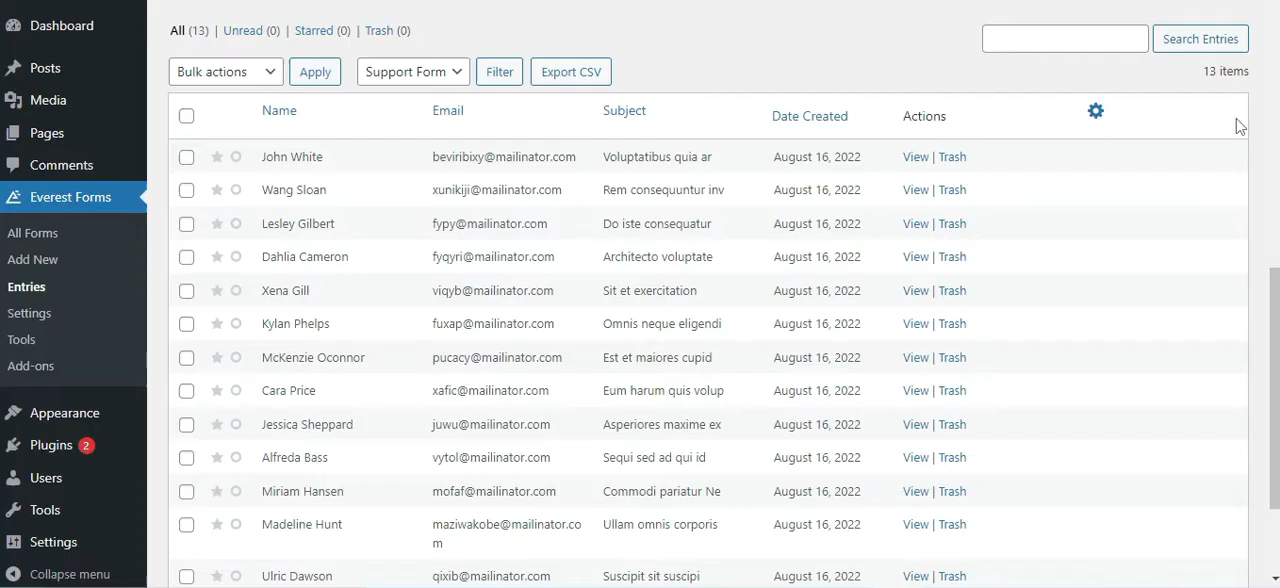 Dashboard
Posts
Media
Pages
Comments
Everest Forms
All Forms
Add New
Entries
Settings
Tools
Add-ons
Appearance
Plugins 2
Users
Tools
Settings
Collapse menu
All (13) | Unread (0) | Starred (0) | Trash (0)
Search Entries
Bulk actions Apply Support Form Filter Export CSV 13 items
Name Email Subject Date Created Actions
John White beviribixy@mailinator.com Voluptatibus quia ar August 16, 2022 View | Trash
Wang Sloan xunikiji@mailinator.com Rem consequuntur inv August 16, 2022 View | Trash
Lesley Gilbert fypy@mailinator.com Do iste consequatur August 16, 2022 View | Trash
Dahlia Cameron fyqyri@mailinator.com Architecto voluptate August 16, 2022 View | Trash
Xena Gill viqyb@mailinator.com Sit et exercitation August 16, 2022 View | Trash
Kylan Phelps fuxap@mailinator.com Omnis neque eligendi August 16, 2022 View | Trash
McKenzie Oconnor pucacy@mailinator.com Est et maiores cupid August 16, 2022 View | Trash
Cara Price xafic@mailinator.com Eum harum quis volup August 16, 2022 View | Trash
Jessica Sheppard juwu@mailinator.com Asperiores maxime ex August 16, 2022 View | Trash
Alfreda Bass vytol@mailinator.com Sequi sed ad qui id August 16, 2022 View | Trash
Miriam Hansen mofaf@mailinator.com Commodi pariatur Ne August 16, 2022 View | Trash
Madeline Hunt maziwakobe@mailinator.co Ullam omnis corporis August 16, 2022 View | Trash
m
Ulric Dawson qixib@mailinator.com Suscipit sit suscipi August 16, 2022 View | Trash